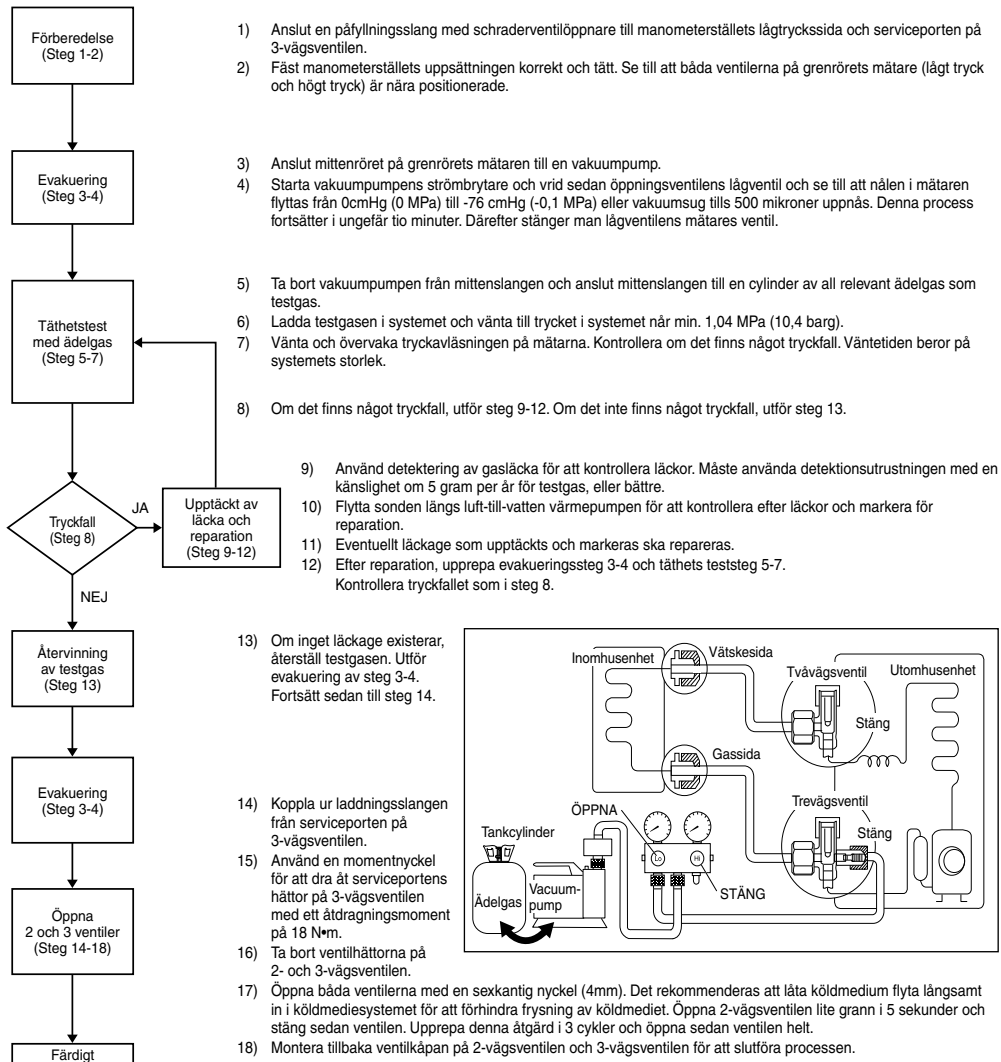 Förberedelse
(Steg 1-2)
1) Anslut en påfyllningsslang med schraderventilöppnare till manometerställets lågtryckssida och serviceporten på
3-vägsventilen.
2) Fäst manometerställets uppsättningen korrekt och tätt. Se till att båda ventilerna på grenrörets mätare (lågt tryck
och högt tryck) är nära positionerade.
Evakuering
(Steg 3-4)
3) Anslut mittenröret på grenrörets mätaren till en vakuumpump.
4) Starta vakuumpumpens strömbrytare och vrid sedan öppningsventilens lågventil och se till att nålen i mätaren
flyttas från 0cmHg (0 MPa) till -76 cmHg (-0,1 MPa) eller vakuumsug tills 500 mikroner uppnås. Denna process
fortsätter i ungefär tio minuter. Därefter stänger man lågventilens mätares ventil.
Täthetstest
med ädelgas
(Steg 5-7)
5) Ta bort vakuumpumpen från mittenslangen och anslut mittenslangen till en cylinder av all relevant ädelgas som
testgas.
6) Ladda testgasen i systemet och vänta till trycket i systemet når min. 1,04 MPa (10,4 barg).
7) Vänta och övervaka tryckavläsningen på mätarna. Kontrollera om det finns något tryckfall. Väntetiden beror på
systemets storlek.
8) Om det finns något tryckfall, utför steg 9-12. Om det inte finns något tryckfall, utför steg 13.
Tryckfall
(Steg 8)
JA
NEJ
Upptäckt av
läcka och
reparation
(Steg 9-12)
9) Använd detektering av gasläcka för att kontrollera läckor. Måste använda detektionsutrustningen med en
känslighet om 5 gram per år för testgas, eller bättre.
10) Flytta sonden längs luft-till-vatten värmepumpen för att kontrollera efter läckor och markera för
reparation.
11) Eventuellt läckage som upptäckts och markeras ska repareras.
12) Efter reparation, upprepa evakueringssteg 3-4 och täthets teststeg 5-7.
Kontrollera tryckfallet som i steg 8.
Återvinning
av testgas
(Steg 13)
13) Om inget läckage existerar,
återställ testgasen. Utför
evakuering av steg 3-4.
Fortsätt sedan till steg 14.
Evakuering
(Steg 3-4)
Öppna
2 och 3 ventiler
(Steg 14-18)
14) Koppla ur laddningsslangen
från serviceporten på
3-vägsventilen.
15) Använd en momentnyckel
för att dra åt serviceportens
hättor på 3-vägsventilen
med ett åtdragningsmoment
på 18 N•m.
16) Ta bort ventilhättorna på
2- och 3-vägsventilen.
Inomhusenhet
Vätskesida
Tvåvägsventil
Utomhusenhet
Stäng
Gassida
Trevägsventil
Stäng
ÖPPNA
Tankcylinder
Lo
Hi
STÄNG
Ädelgas
Vacuum-
pump
17) Öppna båda ventilerna med en sexkantig nyckel (4mm). Det rekommenderas att låta köldmedium flyta långsamt
in i köldmediesystemet för att förhindra frysning av köldmediet. Öppna 2-vägsventilen lite grann i 5 sekunder och
stäng sedan ventilen. Upprepa denna åtgärd i 3 cykler och öppna sedan ventilen helt.
18) Montera tillbaka ventilkåpan på 2-vägsventilen och 3-vägsventilen för att slutföra processen.
Färdigt